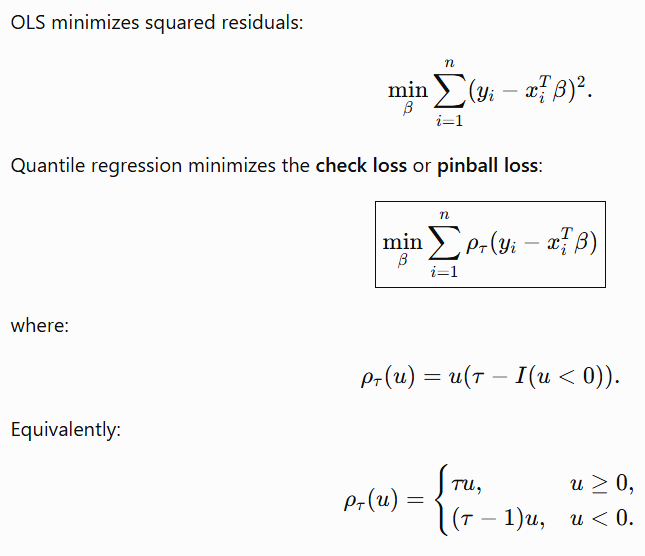 OLS minimizes squared residuals:
$$\min_{\beta} \sum_{i=1}^{n} (y_i - x_i^T \beta)^2.$$
Quantile regression minimizes the check loss or pinball loss:
$$\boxed{\min_{\beta} \sum_{i=1}^{n} \rho_\tau (y_i - x_i^T \beta)}$$
where:
$$\rho_\tau(u) = u(\tau - I(u < 0)).$$
Equivalently:
$$\rho_\tau(u) = \begin{cases} \tau u, & u \geq 0, \\ (\tau - 1)u, & u < 0. \end{cases}$$